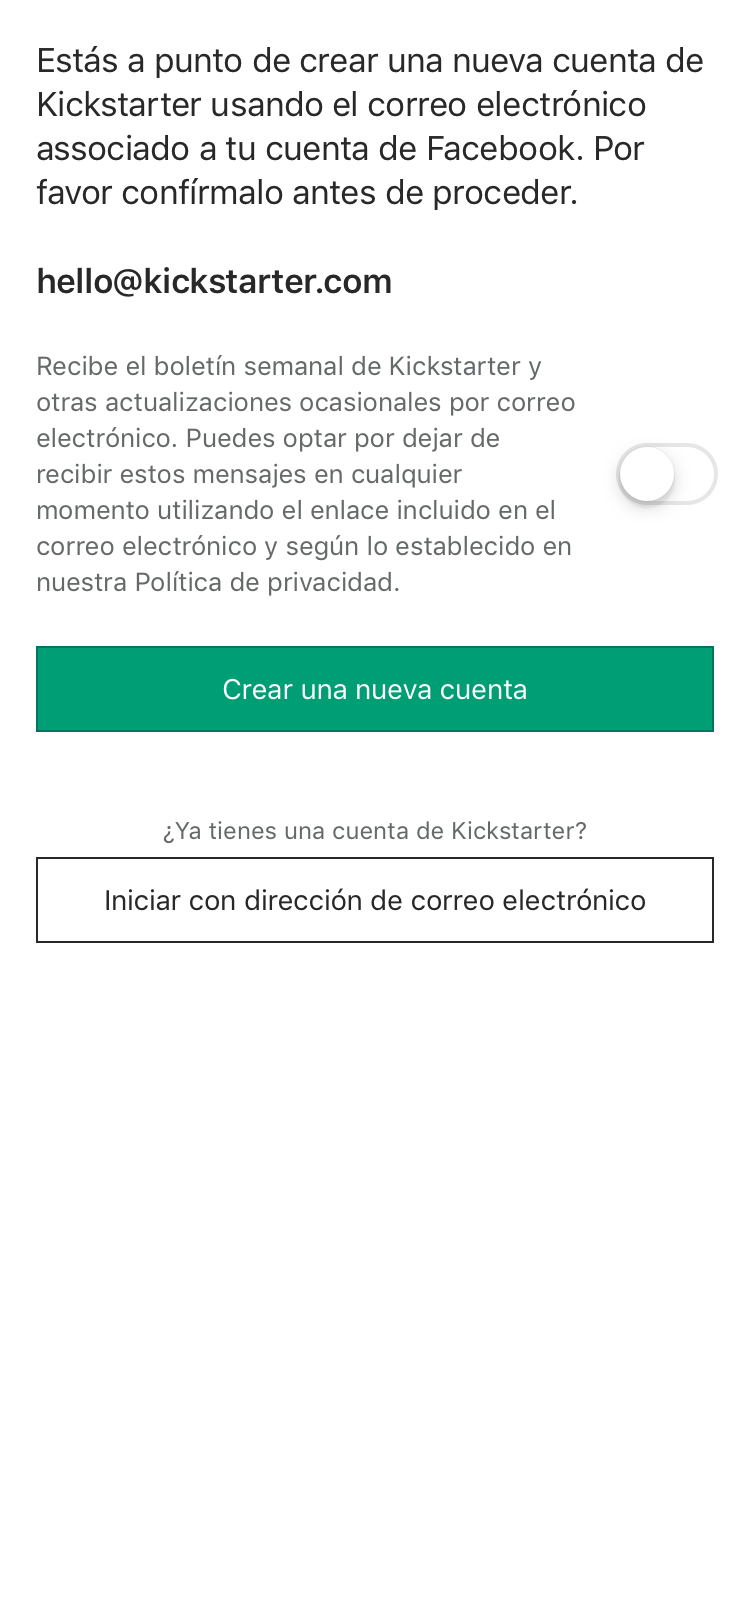 Estás a punto de crear una nueva cuenta de
Kickstarter usando el correo electrónico
associado a tu cuenta de Facebook. Por
favor confírmalo antes de proceder.
hello@kickstarter.com
Recibe el boletín semanal de Kickstarter y
otras actualizaciones ocasionales por correo
electrónico. Puedes optar por dejar de
recibir estos mensajes en cualquier
momento utilizando el enlace incluido en el
correo electrónico y según lo establecido en
nuestra Política de privacidad.
Crear una nueva cuenta
¿Ya tienes una cuenta de Kickstarter?
Iniciar con dirección de correo electrónico